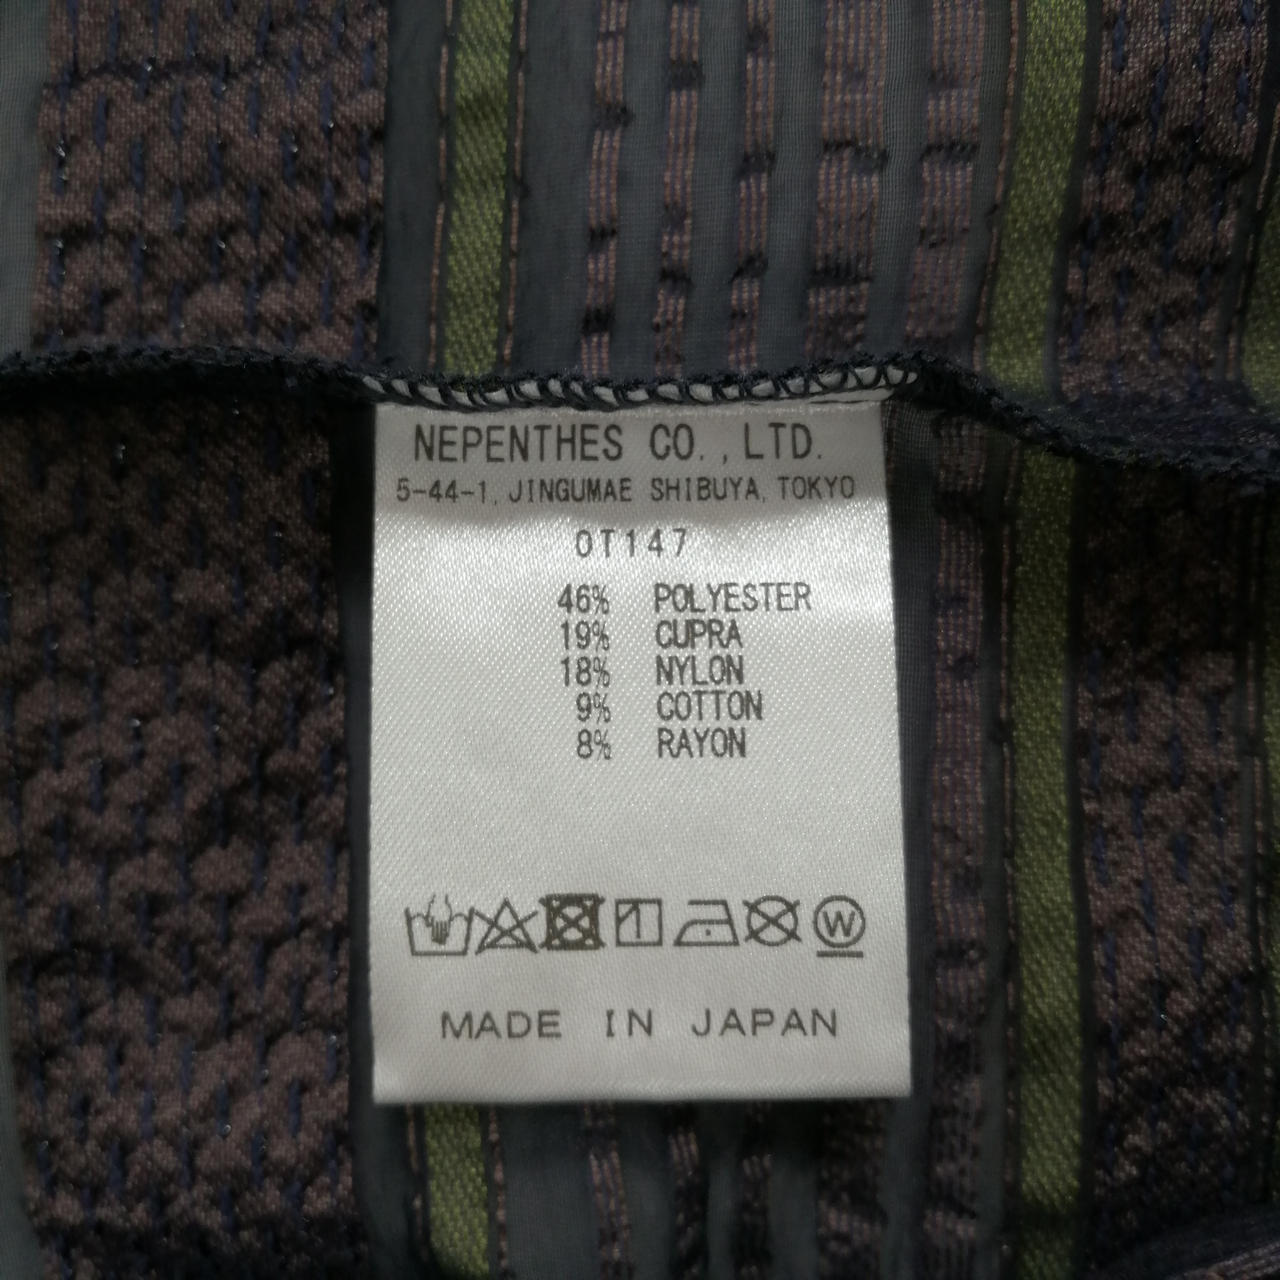 NEPENTHES CO.,LTD.
5-44-1, JINGUMAE SHIBUYA, TOKYO
OT147
46% POLYESTER
19% CUPRA
18% NYLON
9% COTTON
8% RAYON
W
MADE IN JAPAN